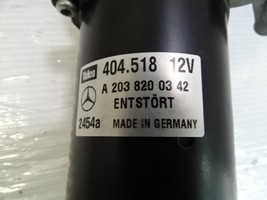 Valeo 404.518 12V
A 203 820 03 42
ENTSTÖRT
2454a MADE IN GERMANY